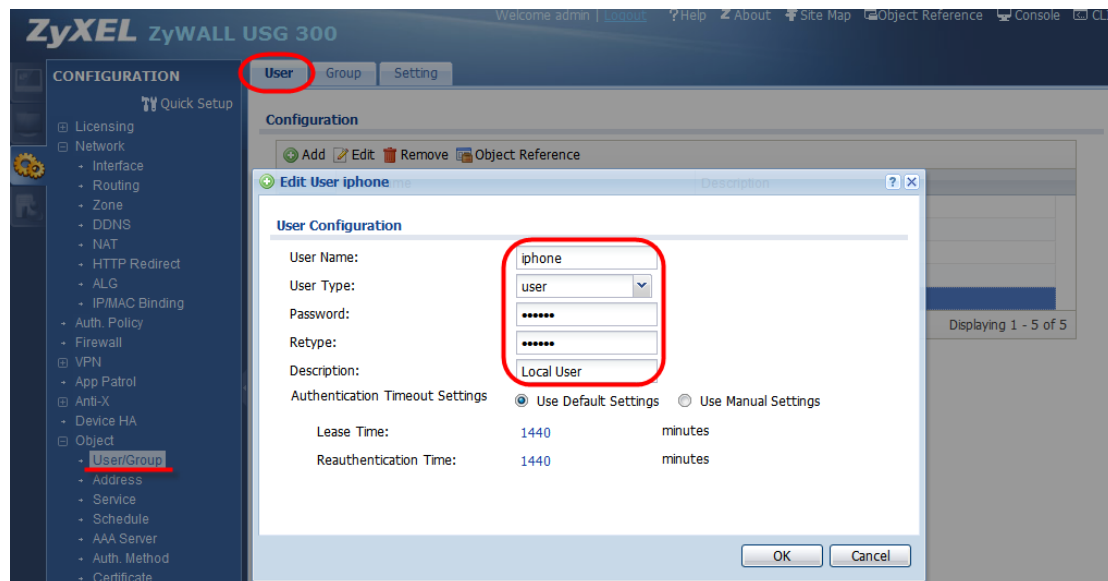 Welcome admin | Logout ?Help Z About Site Map Object Reference Console CL
ZyXEL ZyWALL USG 300
CONFIGURATION
Quick Setup
Licensing
Network
Interface
Routing
Zone
DDNS
NAT
HTTP Redirect
ALG
IP/MAC Binding
Auth. Policy
Firewall
VPN
App Patrol
Anti-X
Device HA
Object
User/Group
Address
Service
Schedule
AAA Server
Auth. Method
Certificate
User Group Setting
Configuration
Add Edit Remove Object Reference
Edit User iphone
Description
User Configuration
User Name: iphone
User Type: user
Password: ••••••
Retype: ••••••
Description: Local User
Authentication Timeout Settings Use Default Settings Use Manual Settings
Lease Time: 1440 minutes
Reauthentication Time: 1440 minutes
OK Cancel
Displaying 1 - 5 of 5